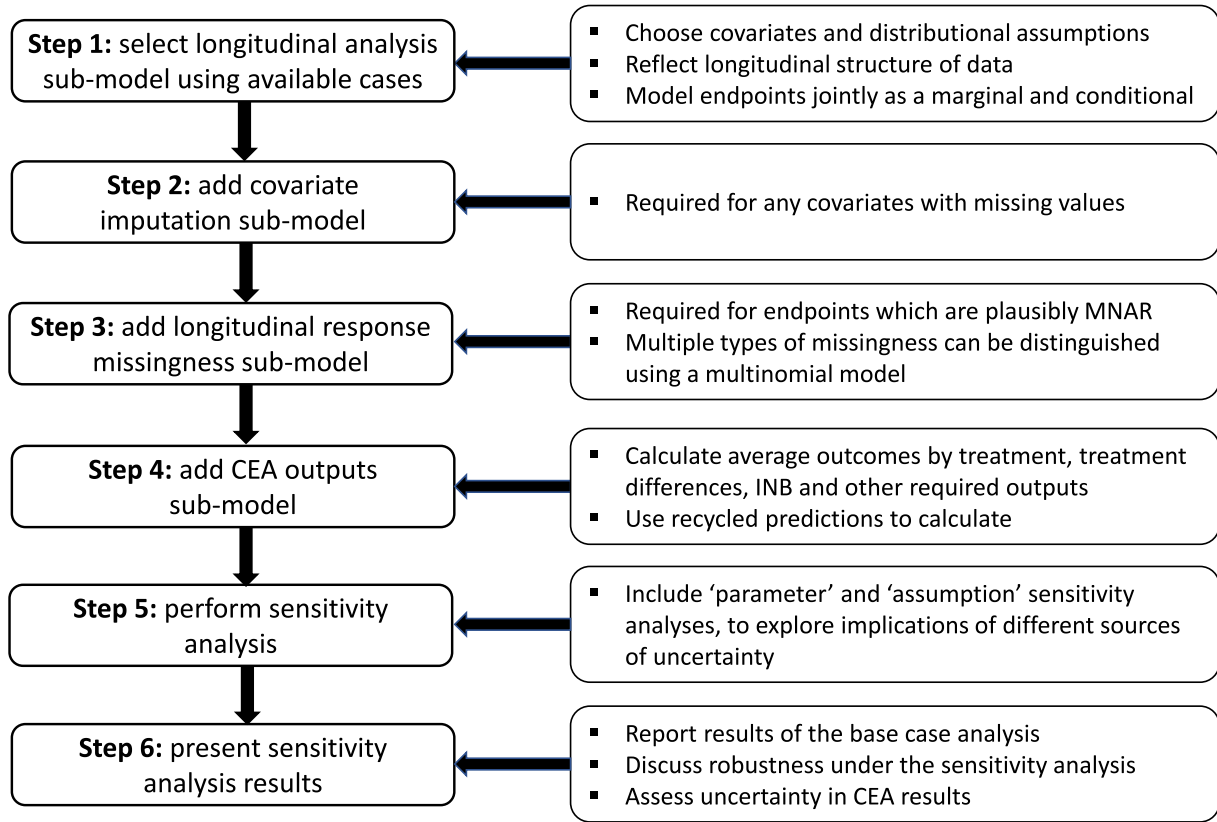 Step 1: select longitudinal analysis
sub-model using available cases
▪ Choose covariates and distributional assumptions
▪ Reflect longitudinal structure of data
▪ Model endpoints jointly as a marginal and conditional
Step 2: add covariate
imputation sub-model
▪ Required for any covariates with missing values
Step 3: add longitudinal response
missingness sub-model
▪ Required for endpoints which are plausibly MNAR
▪ Multiple types of missingness can be distinguished
using a multinomial model
Step 4: add CEA outputs
sub-model
▪ Calculate average outcomes by treatment, treatment
differences, INB and other required outputs
▪ Use recycled predictions to calculate
Step 5: perform sensitivity
analysis
▪ Include ‘parameter’ and ‘assumption’ sensitivity
analyses, to explore implications of different sources
of uncertainty
Step 6: present sensitivity
analysis results
▪ Report results of the base case analysis
▪ Discuss robustness under the sensitivity analysis
▪ Assess uncertainty in CEA results